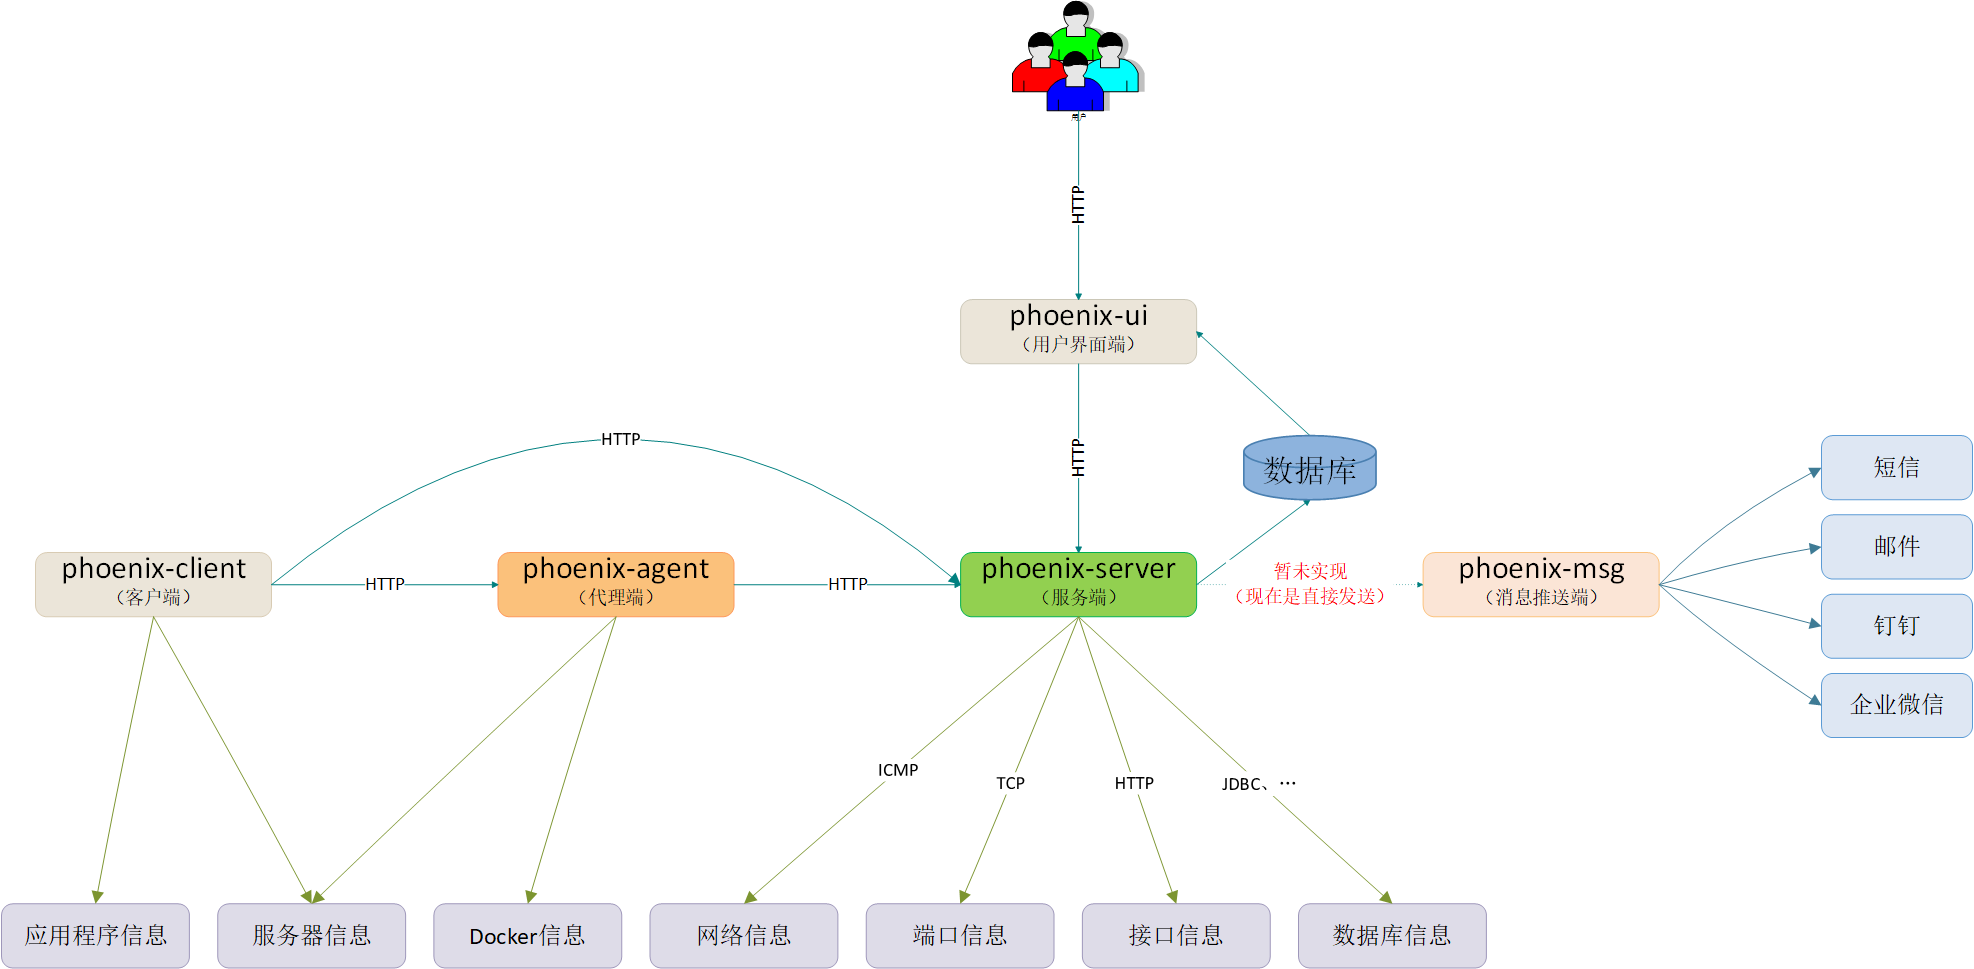 用户
HTTP
phoenix-ui
（用户界面端）
HTTP
HTTP
数据库
短信
邮件
钉钉
企业微信
phoenix-client
（客户端）
HTTP
phoenix-agent
（代理端）
HTTP
phoenix-server
（服务端）
暂未实现
（现在是直接发送）
phoenix-msg
（消息推送端）
ICMP
TCP
HTTP
JDBC、…
应用程序信息
服务器信息
Docker信息
网络信息
端口信息
接口信息
数据库信息